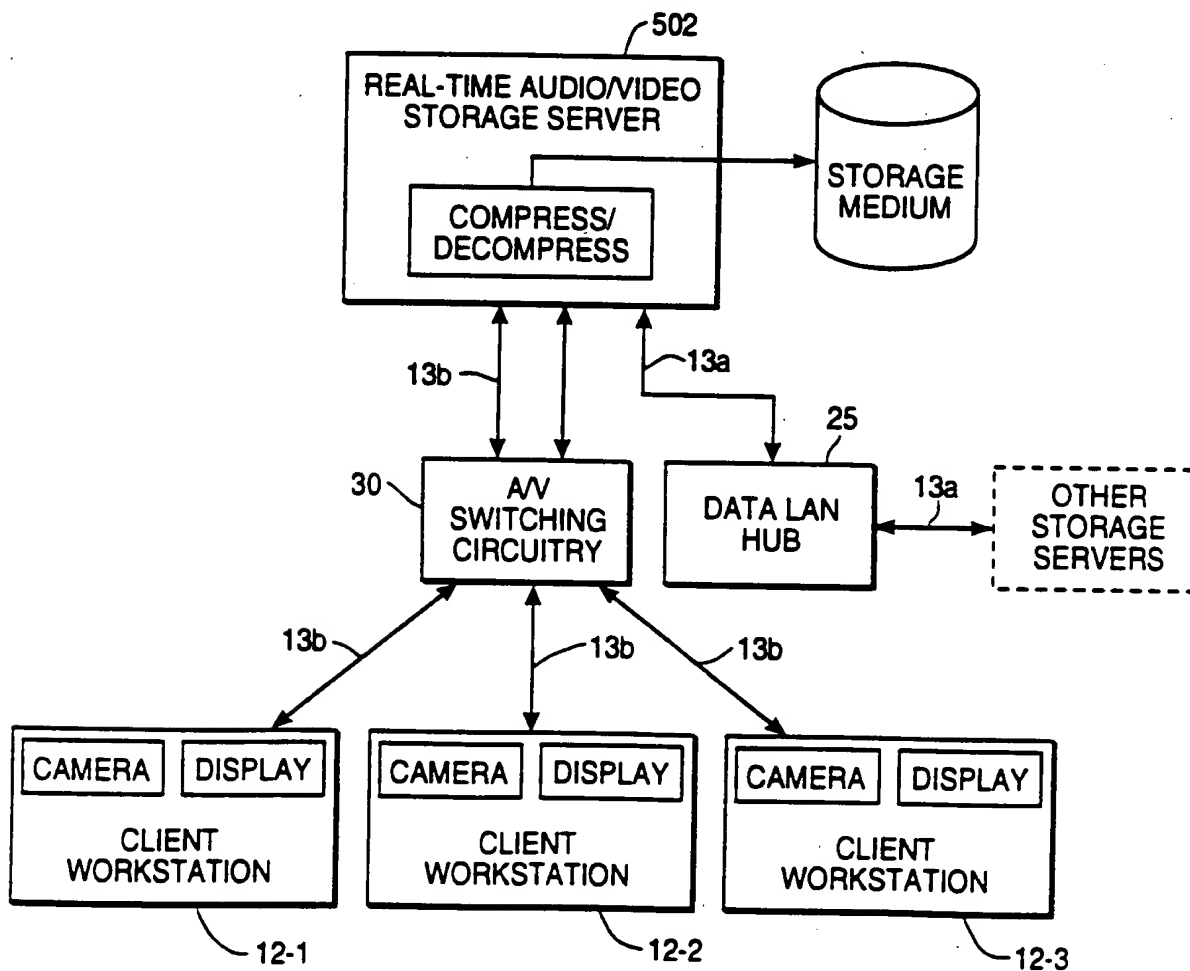 502
REAL-TIME AUDIO/VIDEO
STORAGE SERVER
COMPRESS/
DECOMPRESS
STORAGE
MEDIUM
13b
13a
30
A/V
SWITCHING
CIRCUITRY
25
DATA LAN
HUB
13a
OTHER
STORAGE
SERVERS
13b
13b
13b
CAMERA
DISPLAY
CLIENT
WORKSTATION
12-1
CAMERA
DISPLAY
CLIENT
WORKSTATION
12-2
CAMERA
DISPLAY
CLIENT
WORKSTATION
12-3